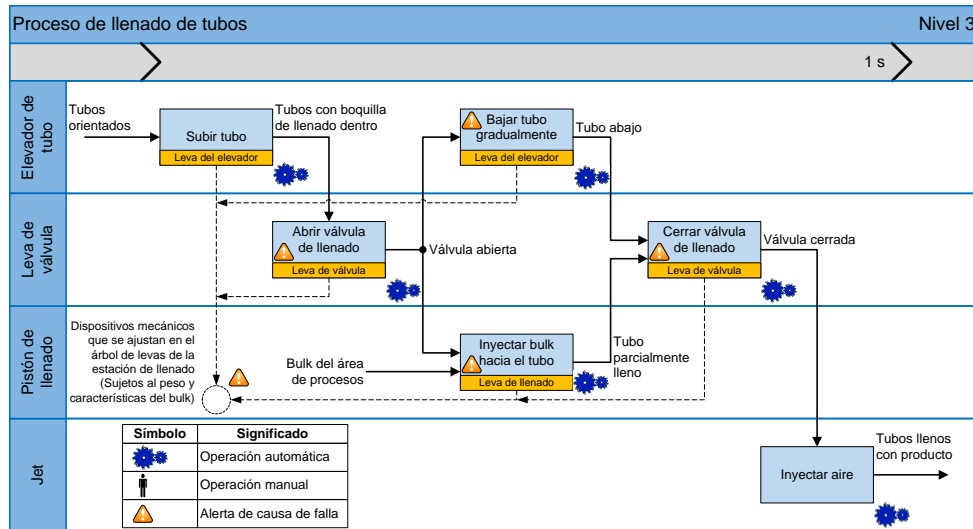 Proceso de llenado de tubos
Nivel 3
1 s
Elevador de
tubo
Tubos
orientados
Subir tubo
Leva del elevador
Tubos con boquilla
de llenado dentro
Bajar tubo
gradualmente
Leva del elevador
Tubo abajo
Leva de
válvula
Abrir válvula
de llenado
Leva de válvula
Válvula abierta
Cerrar válvula
de llenado
Leva de válvula
Válvula cerrada
Pistón de
llenado
Dispositivos mecánicos
que se ajustan en el
árbol de levas de la
estación de llenado
(Sujetos al peso y
características del bulk)
Bulk del área
de procesos
Inyectar bulk
hacia el tubo
Leva de llenado
Tubo
parcialmente
lleno
Jet
Símbolo
Significado
Operación automática
Operación manual
Alerta de causa de falla
Inyectar aire
Tubos llenos
con producto